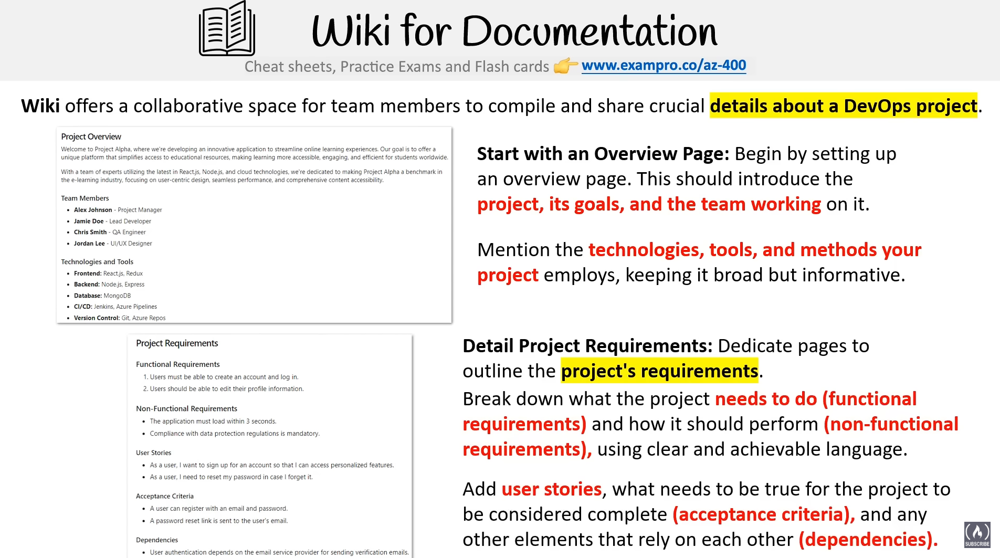 Wiki for Documentation
Cheat sheets, Practice Exams and Flash cards 👉 www.exampro.co/az-400
Wiki offers a collaborative space for team members to compile and share crucial details about a DevOps project.
Project Overview
Welcome to Project Alpha, where we're developing an innovative application to streamline online learning experiences. Our goal is to offer a
unique platform that simplifies access to educational resources, making learning more accessible, engaging, and efficient for students worldwide.
With a team of experts utilizing the latest in React.js, Node.js, and cloud technologies, we're dedicated to making Project Alpha a benchmark in
the e-learning industry, focusing on user-centric design, seamless performance, and comprehensive content accessibility.
Team Members
• Alex Johnson - Project Manager
• Jamie Doe - Lead Developer
• Chris Smith - QA Engineer
• Jordan Lee - UI/UX Designer
Technologies and Tools
• Frontend: React.js, Redux
• Backend: Node.js, Express
• Database: MongoDB
• CI/CD: Jenkins, Azure Pipelines
• Version Control: Git, Azure Repos
Start with an Overview Page: Begin by setting up
an overview page. This should introduce the
project, its goals, and the team working on it.
Mention the technologies, tools, and methods your
project employs, keeping it broad but informative.
Project Requirements
Functional Requirements
1. Users must be able to create an account and log in.
2. Users should be able to edit their profile information.
Non-Functional Requirements
• The application must load within 3 seconds.
• Compliance with data protection regulations is mandatory.
User Stories
• As a user, I want to sign up for an account so that I can access personalized features.
• As a user, I need to reset my password in case I forget it.
Acceptance Criteria
• A user can register with an email and password.
• A password reset link is sent to the user's email.
Dependencies
• User authentication depends on the email service provider for sending verification emails.
Detail Project Requirements: Dedicate pages to
outline the project's requirements.
Break down what the project needs to do (functional
requirements) and how it should perform (non-functional
requirements), using clear and achievable language.
Add user stories, what needs to be true for the project to
be considered complete (acceptance criteria), and any
other elements that rely on each other (dependencies).
SUBSCRIBE